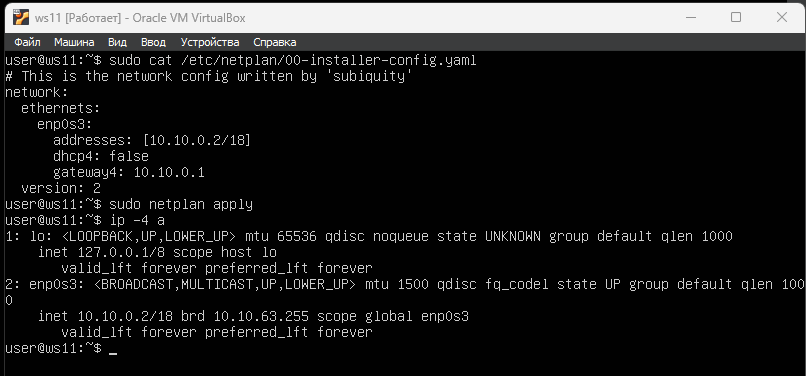 ws11 [Работает] - Oracle VM VirtualBox
Файл Машина Вид Ввод Устройства Справка
user@ws11:~$ sudo cat /etc/netplan/00-installer-config.yaml
# This is the network config written by 'subiquity'
network:
  ethernets:
    enp0s3:
      addresses: [10.10.0.2/18]
      dhcp4: false
      gateway4: 10.10.0.1
  version: 2
user@ws11:~$ sudo netplan apply
user@ws11:~$ ip -4 a
1: lo: <LOOPBACK,UP,LOWER_UP> mtu 65536 qdisc noqueue state UNKNOWN group default qlen 1000
    inet 127.0.0.1/8 scope host lo
       valid_lft forever preferred_lft forever
2: enp0s3: <BROADCAST,MULTICAST,UP,LOWER_UP> mtu 1500 qdisc fq_codel state UP group default qlen 100
0
    inet 10.10.0.2/18 brd 10.10.63.255 scope global enp0s3
       valid_lft forever preferred_lft forever
user@ws11:~$ _